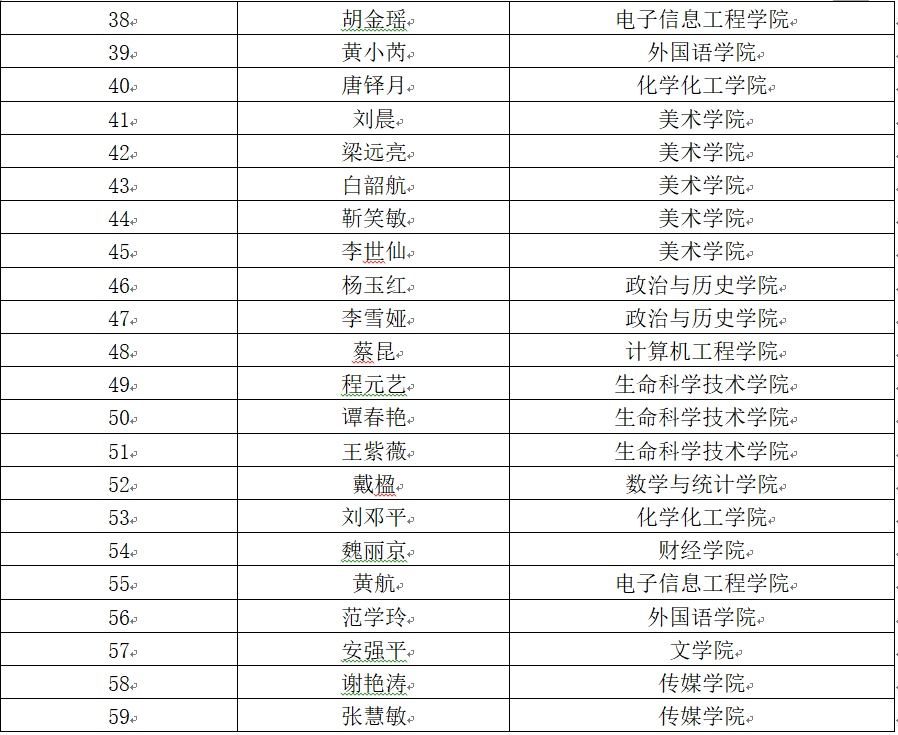 38 胡金瑶 电子信息工程学院
39 黄小芮 外国语学院
40 唐铎月 化学化工学院
41 刘晨 美术学院
42 梁远亮 美术学院
43 白韶航 美术学院
44 靳笑敏 美术学院
45 李世仙 美术学院
46 杨玉红 政治与历史学院
47 李雪娅 政治与历史学院
48 蔡昆 计算机工程学院
49 程元艺 生命科学技术学院
50 谭春艳 生命科学技术学院
51 王紫薇 生命科学技术学院
52 戴楹 数学与统计学院
53 刘邓平 化学化工学院
54 魏丽京 财经学院
55 黄航 电子信息工程学院
56 范学玲 外国语学院
57 安强平 文学院
58 谢艳涛 传媒学院
59 张慧敏 传媒学院